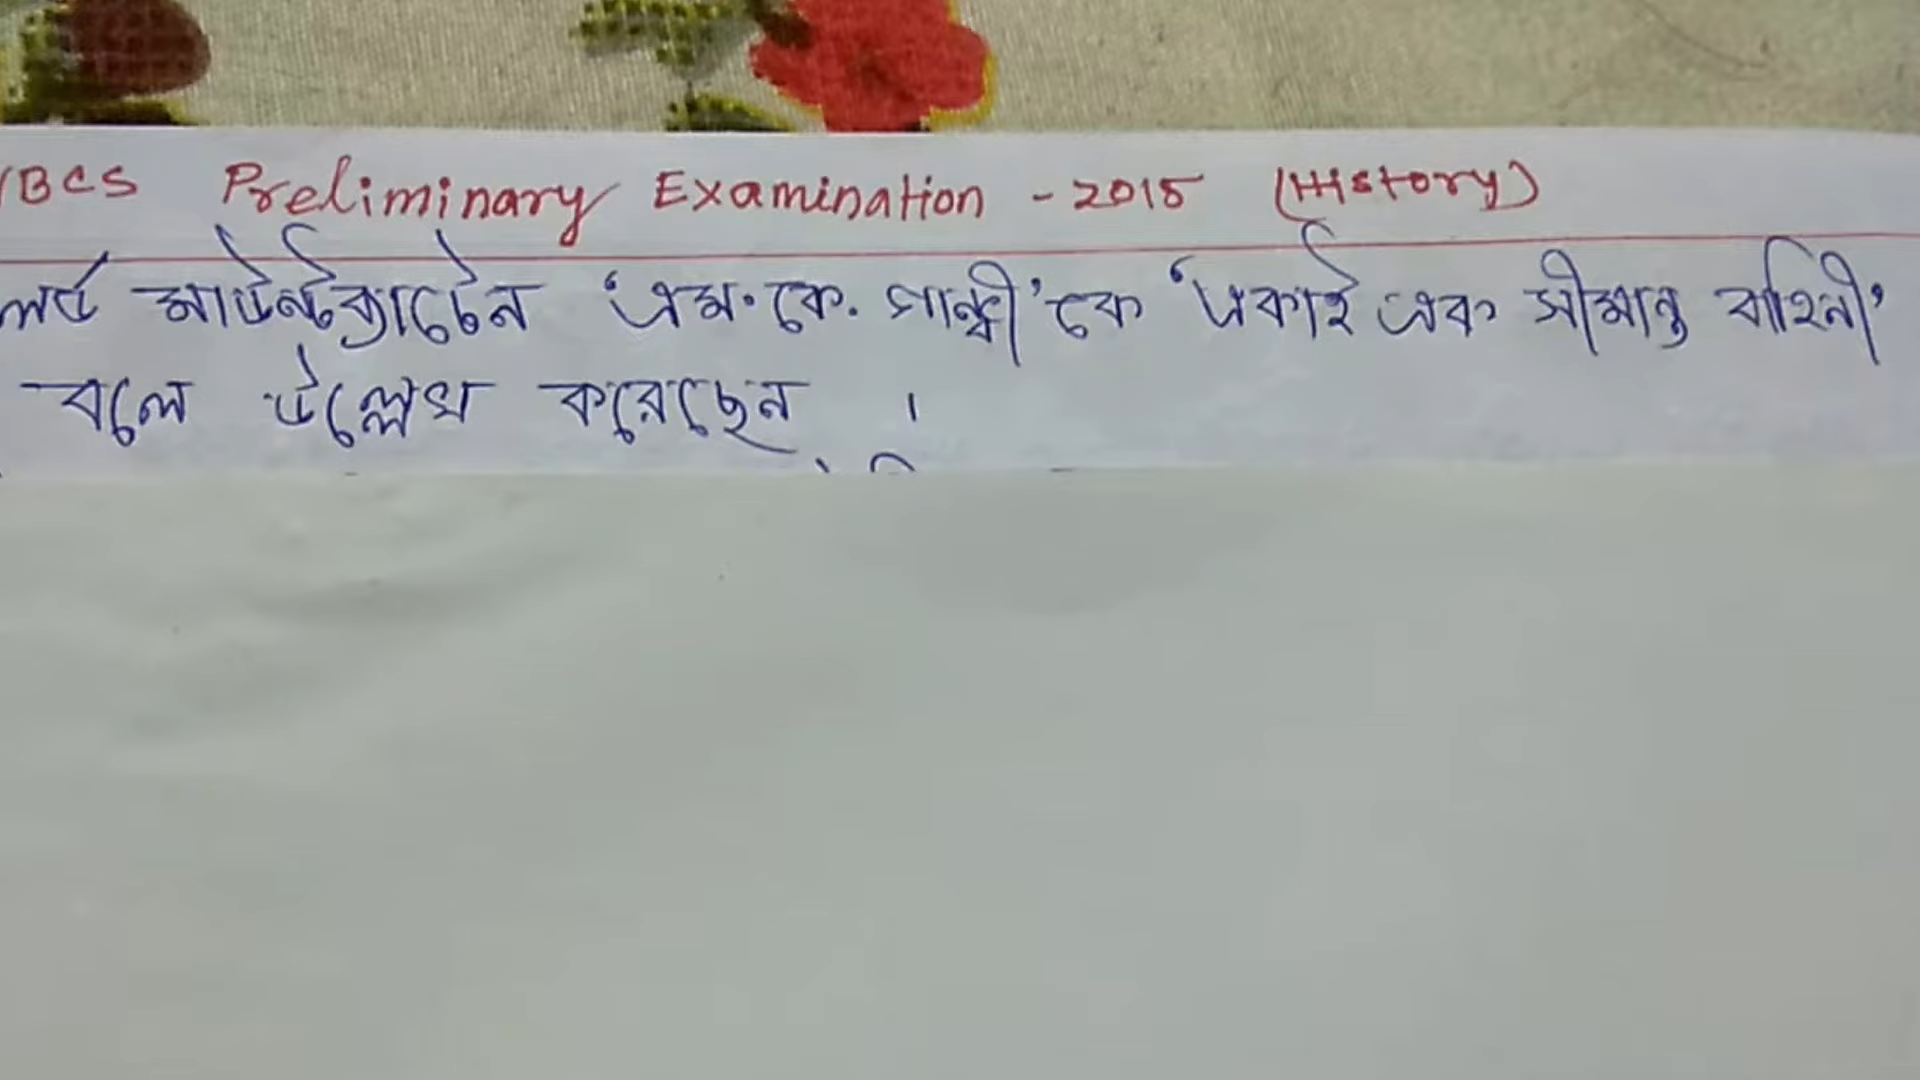 BCS Preliminary Examination - 2015 (History)
লর্ড মাউন্টব্যাটেন ‘এম. কে. গান্ধী’ কে ‘একাই এক সীমান্ত বাহিনী’
বলে উল্লেখ করেছেন ।